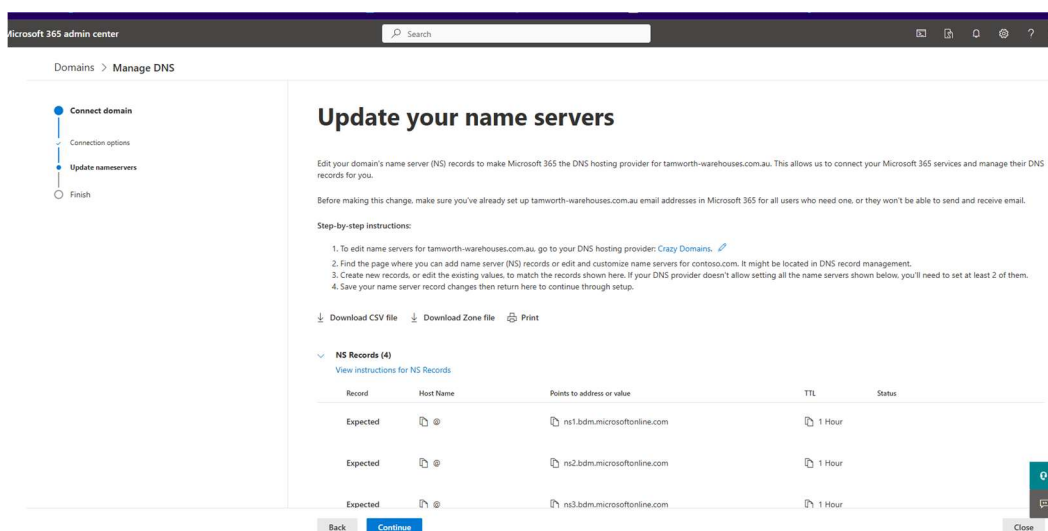 Microsoft 365 admin center
Search
Domains > Manage DNS
Connect domain
Connection options
Update nameservers
Finish
Update your name servers
Edit your domain's name server (NS) records to make Microsoft 365 the DNS hosting provider for tamworth-warehouses.com.au. This allows us to connect your Microsoft 365 services and manage their DNS
records for you.
Before making this change, make sure you've already set up tamworth-warehouses.com.au email addresses in Microsoft 365 for all users who need one, or they won't be able to send and receive email.
Step-by-step instructions:
1. To edit name servers for tamworth-warehouses.com.au, go to your DNS hosting provider: Crazy Domains.
2. Find the page where you can add name server (NS) records or edit and customize name servers for contoso.com. It might be located in DNS record management.
3. Create new records, or edit the existing values, to match the records shown here. If your DNS provider doesn't allow setting all the name servers shown below, you'll need to set at least 2 of them.
4. Save your name server record changes then return here to continue through setup.
Download CSV file Download Zone file Print
NS Records (4)
View instructions for NS Records
Record Host Name Points to address or value TTL Status
Expected @ ns1.bdm.microsoftonline.com 1 Hour
Expected @ ns2.bdm.microsoftonline.com 1 Hour
Expected @ ns3.bdm.microsoftonline.com 1 Hour
Back Continue Close